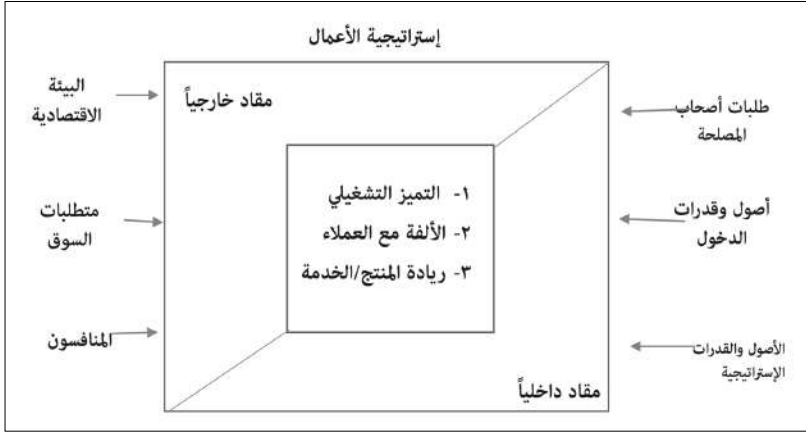 إستراتيجية الأعمال
طلبات أصحاب
المصلحة
أصول وقدرات
الدخول
الأصول والقدرات
الإستراتيجية
مقاد خارجياً
١- التميز التشغيلي
٢- الألفة مع العملاء
٣- ريادة المنتج/الخدمة
مقاد داخلياً
البيئة
الاقتصادية
متطلبات
السوق
المنافسون